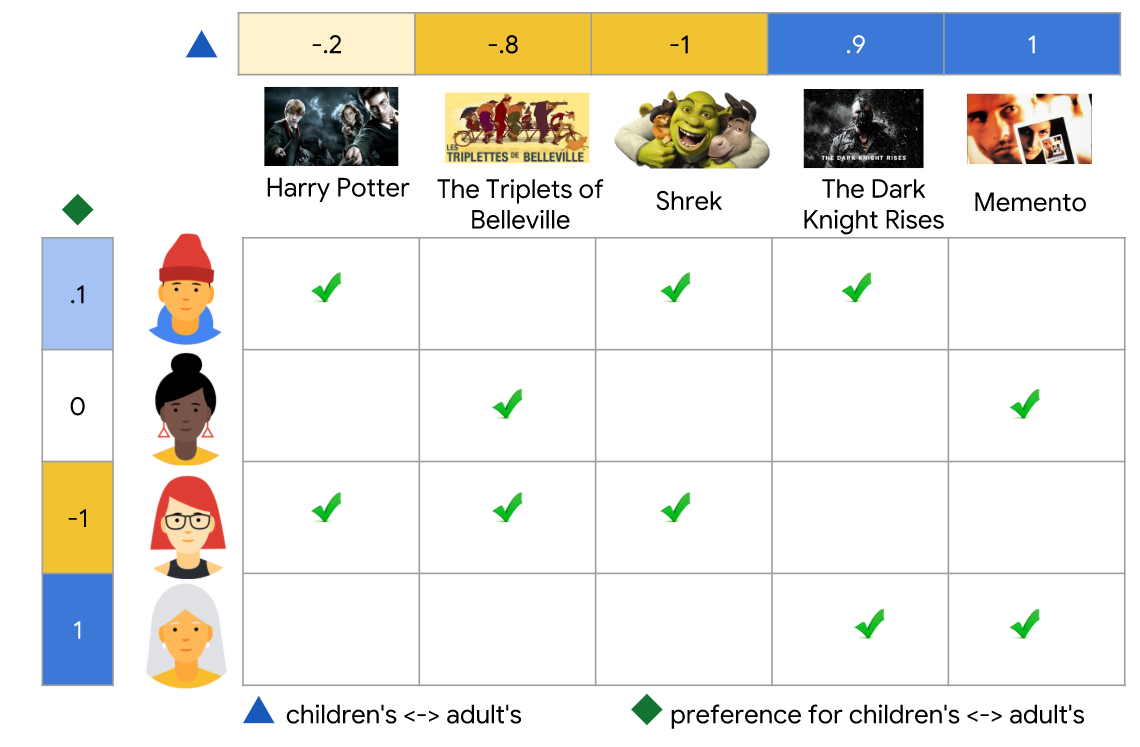 -.2 -.8 -1 .9 1
LES
TRIPLETTES DE BELLEVILLE
THE DARK KNIGHT RISES
Harry Potter
The Triplets of
Belleville
Shrek
The Dark
Knight Rises
Memento
.1
0
-1
1
children's <-> adult's
preference for children's <-> adult's